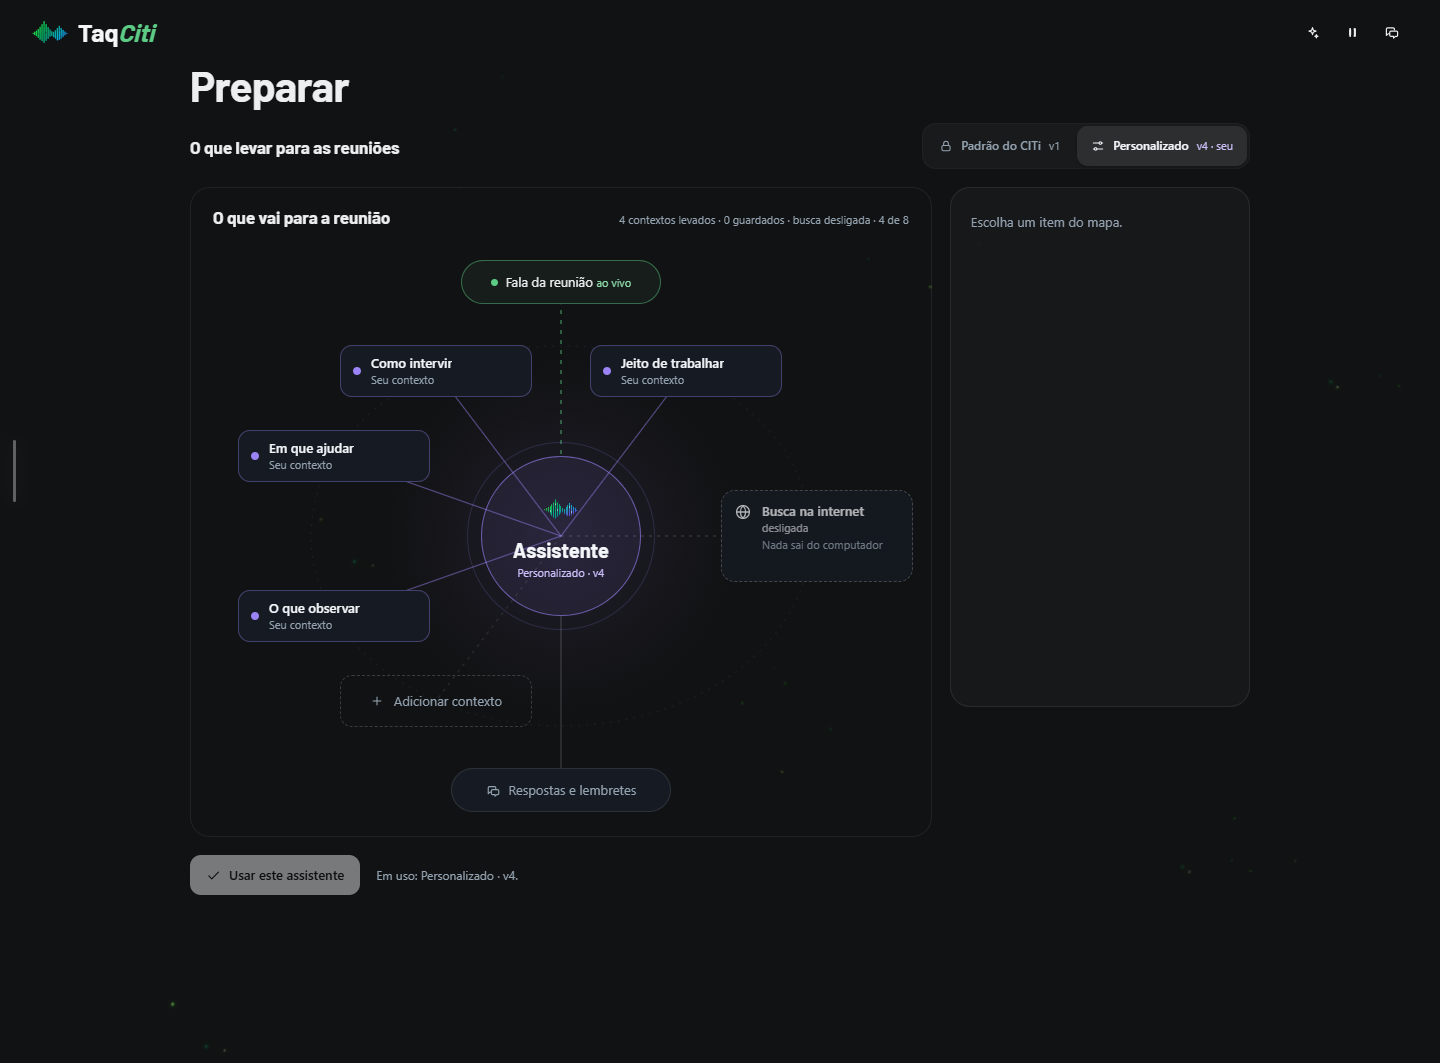 TaqCiti
Preparar
O que levar para as reuniões
Padrão do CITi v1
Personalizado v4 · seu
O que vai para a reunião
4 contextos levados · 0 guardados · busca desligada · 4 de 8
Escolha um item do mapa.
Fala da reunião ao vivo
Como intervir
Seu contexto
Jeito de trabalhar
Seu contexto
Em que ajudar
Seu contexto
Busca na internet
desligada
Nada sai do computador
Assistente
Personalizado · v4
O que observar
Seu contexto
Adicionar contexto
Respostas e lembretes
Usar este assistente
Em uso: Personalizado · v4.